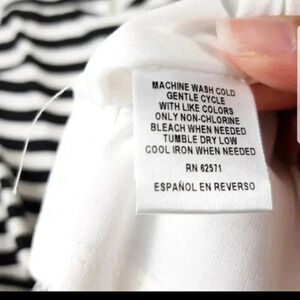 MACHINE WASH COLD
GENTLE CYCLE
WITH LIKE COLORS
ONLY NON-CHLORINE
BLEACH WHEN NEEDED
TUMBLE DRY LOW
COOL IRON WHEN NEEDED
RN 62571
ESPAÑOL EN REVERSO